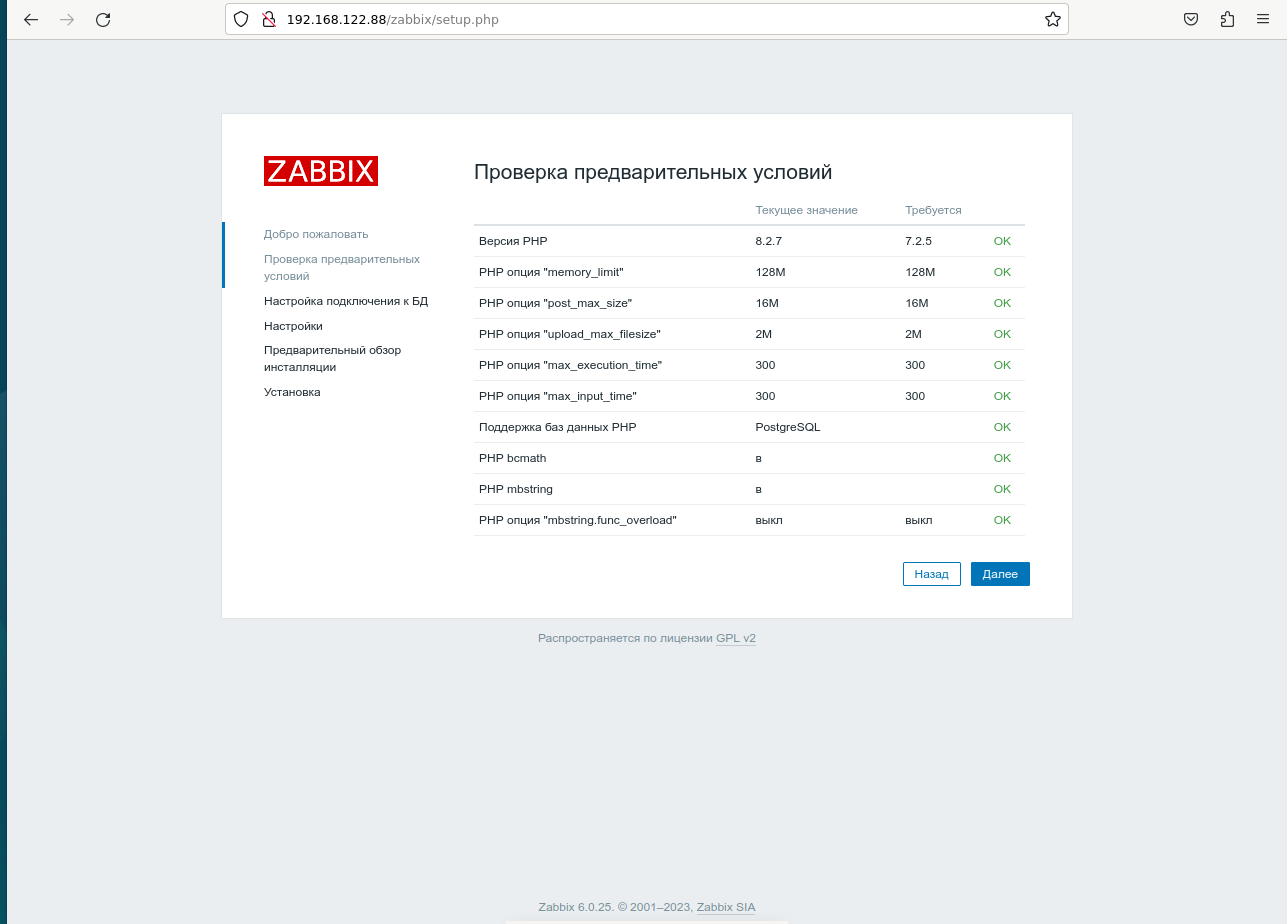 192.168.122.88/zabbix/setup.php
ZABBIX
Добро пожаловать
Проверка предварительных
условий
Настройка подключения к БД
Настройки
Предварительный обзор
инсталляции
Установка
Проверка предварительных условий
Текущее значение Требуется
Версия PHP 8.2.7 7.2.5 OK
PHP опция "memory_limit" 128M 128M OK
PHP опция "post_max_size" 16M 16M OK
PHP опция "upload_max_filesize" 2M 2M OK
PHP опция "max_execution_time" 300 300 OK
PHP опция "max_input_time" 300 300 OK
Поддержка баз данных PHP PostgreSQL OK
PHP bcmath в OK
PHP mbstring в OK
PHP опция "mbstring.func_overload" выкл выкл OK
Назад Далее
Распространяется по лицензии GPL v2
Zabbix 6.0.25. © 2001–2023, Zabbix SIA